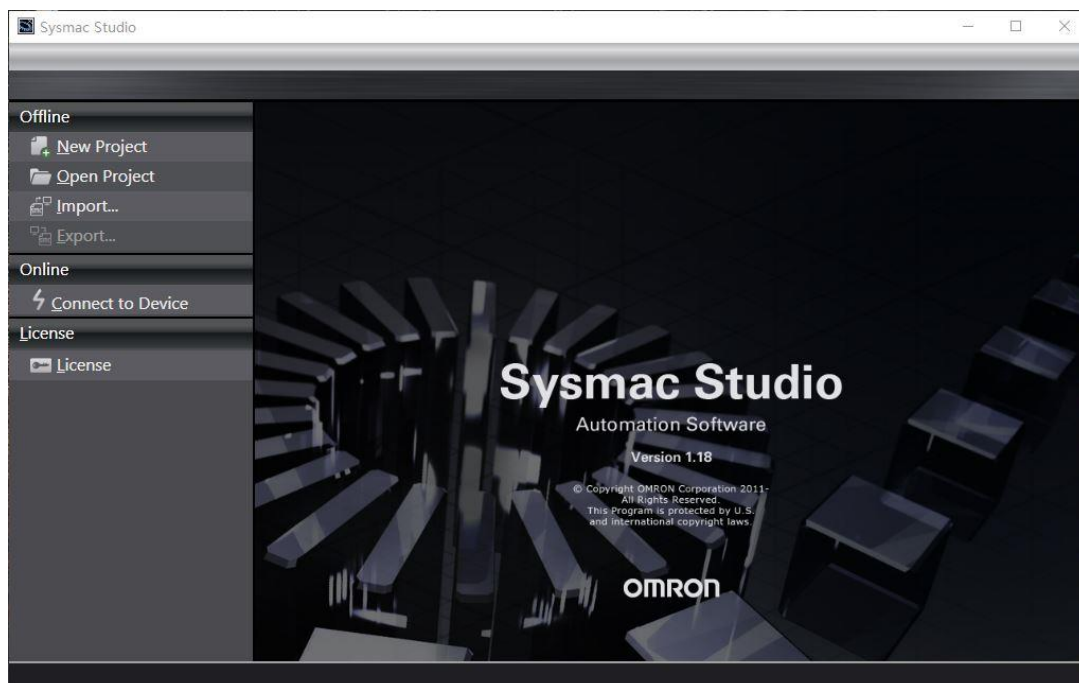 Sysmac Studio
Offline
New Project
Open Project
Import...
Export...
Online
Connect to Device
License
License
Sysmac Studio
Automation Software
Version 1.18
© Copyright OMRON Corporation 2011-
All Rights Reserved.
This Program is protected by U.S.
and international copyright laws.
OMRON